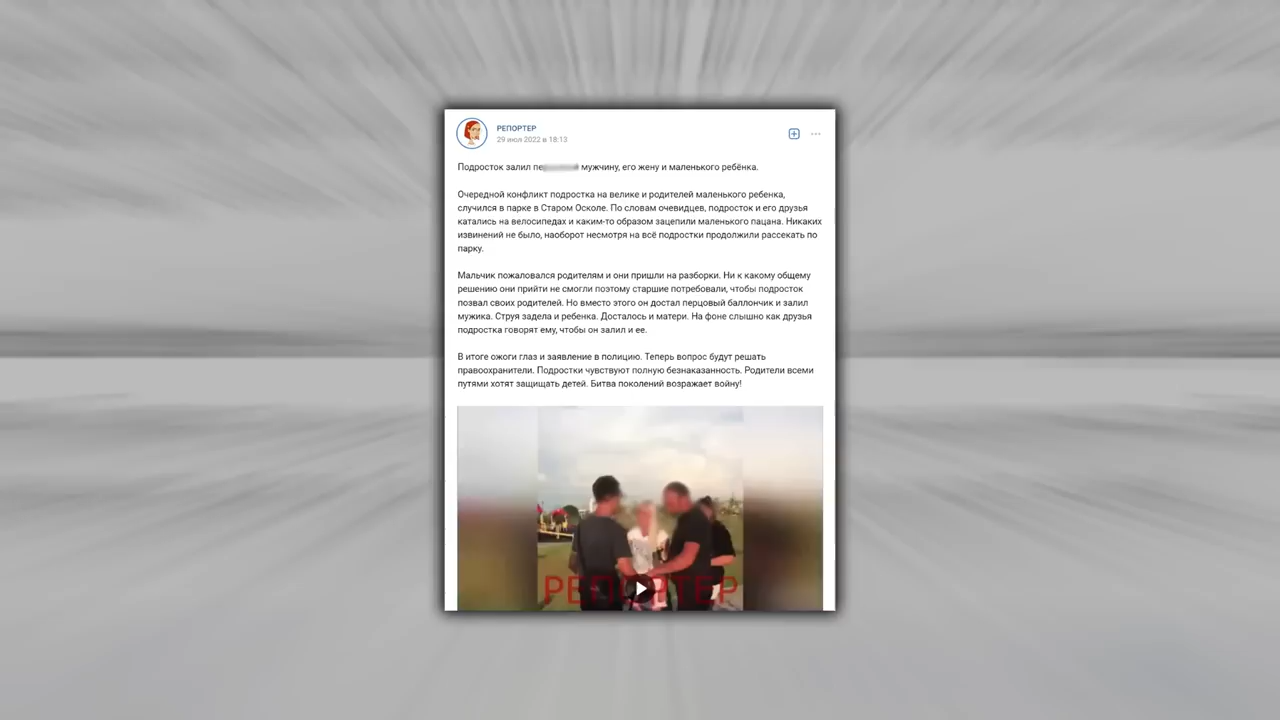 РЕПОРТЕР
29 июл 2022 в 18:13
Подросток залил мужчину, его жену и маленького ребёнка.
Очередной конфликт подростка на велике и родителей маленького ребенка,
случился в парке в Старом Осколе. По словам очевидцев, подросток и его друзья
катались на велосипедах и каким-то образом зацепили маленького пацана. Никаких
извинений не было, наоборот несмотря на всё подростки продолжили рассекать по
парку.
Мальчик пожаловался родителям и они пришли на разборки. Ни к какому общему
решению они прийти не смогли поэтому старшие потребовали, чтобы подросток
позвал своих родителей. Но вместо этого он достал перцовый баллончик и залил
мужика. Струя задела и ребенка. Досталось и матери. На фоне слышно как друзья
подростка говорят ему, чтобы он залил и ее.
В итоге ожоги глаз и заявление в полицию. Теперь вопрос будут решать
правоохранители. Подростки чувствуют полную безнаказанность. Родители всеми
путями хотят защищать детей. Битва поколений возражает войну!
РЕПОРТЕР